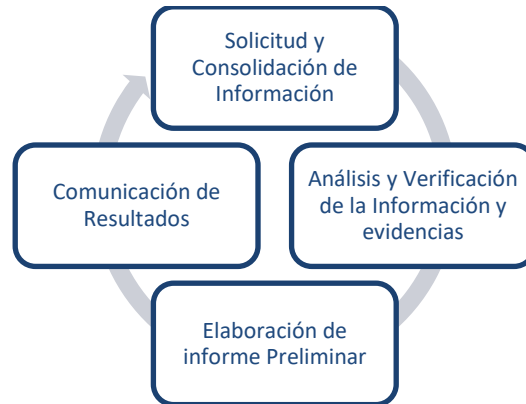 Solicitud y
Consolidación de
Información
Análisis y Verificación
de la Información y
evidencias
Elaboración de
informe Preliminar
Comunicación de
Resultados